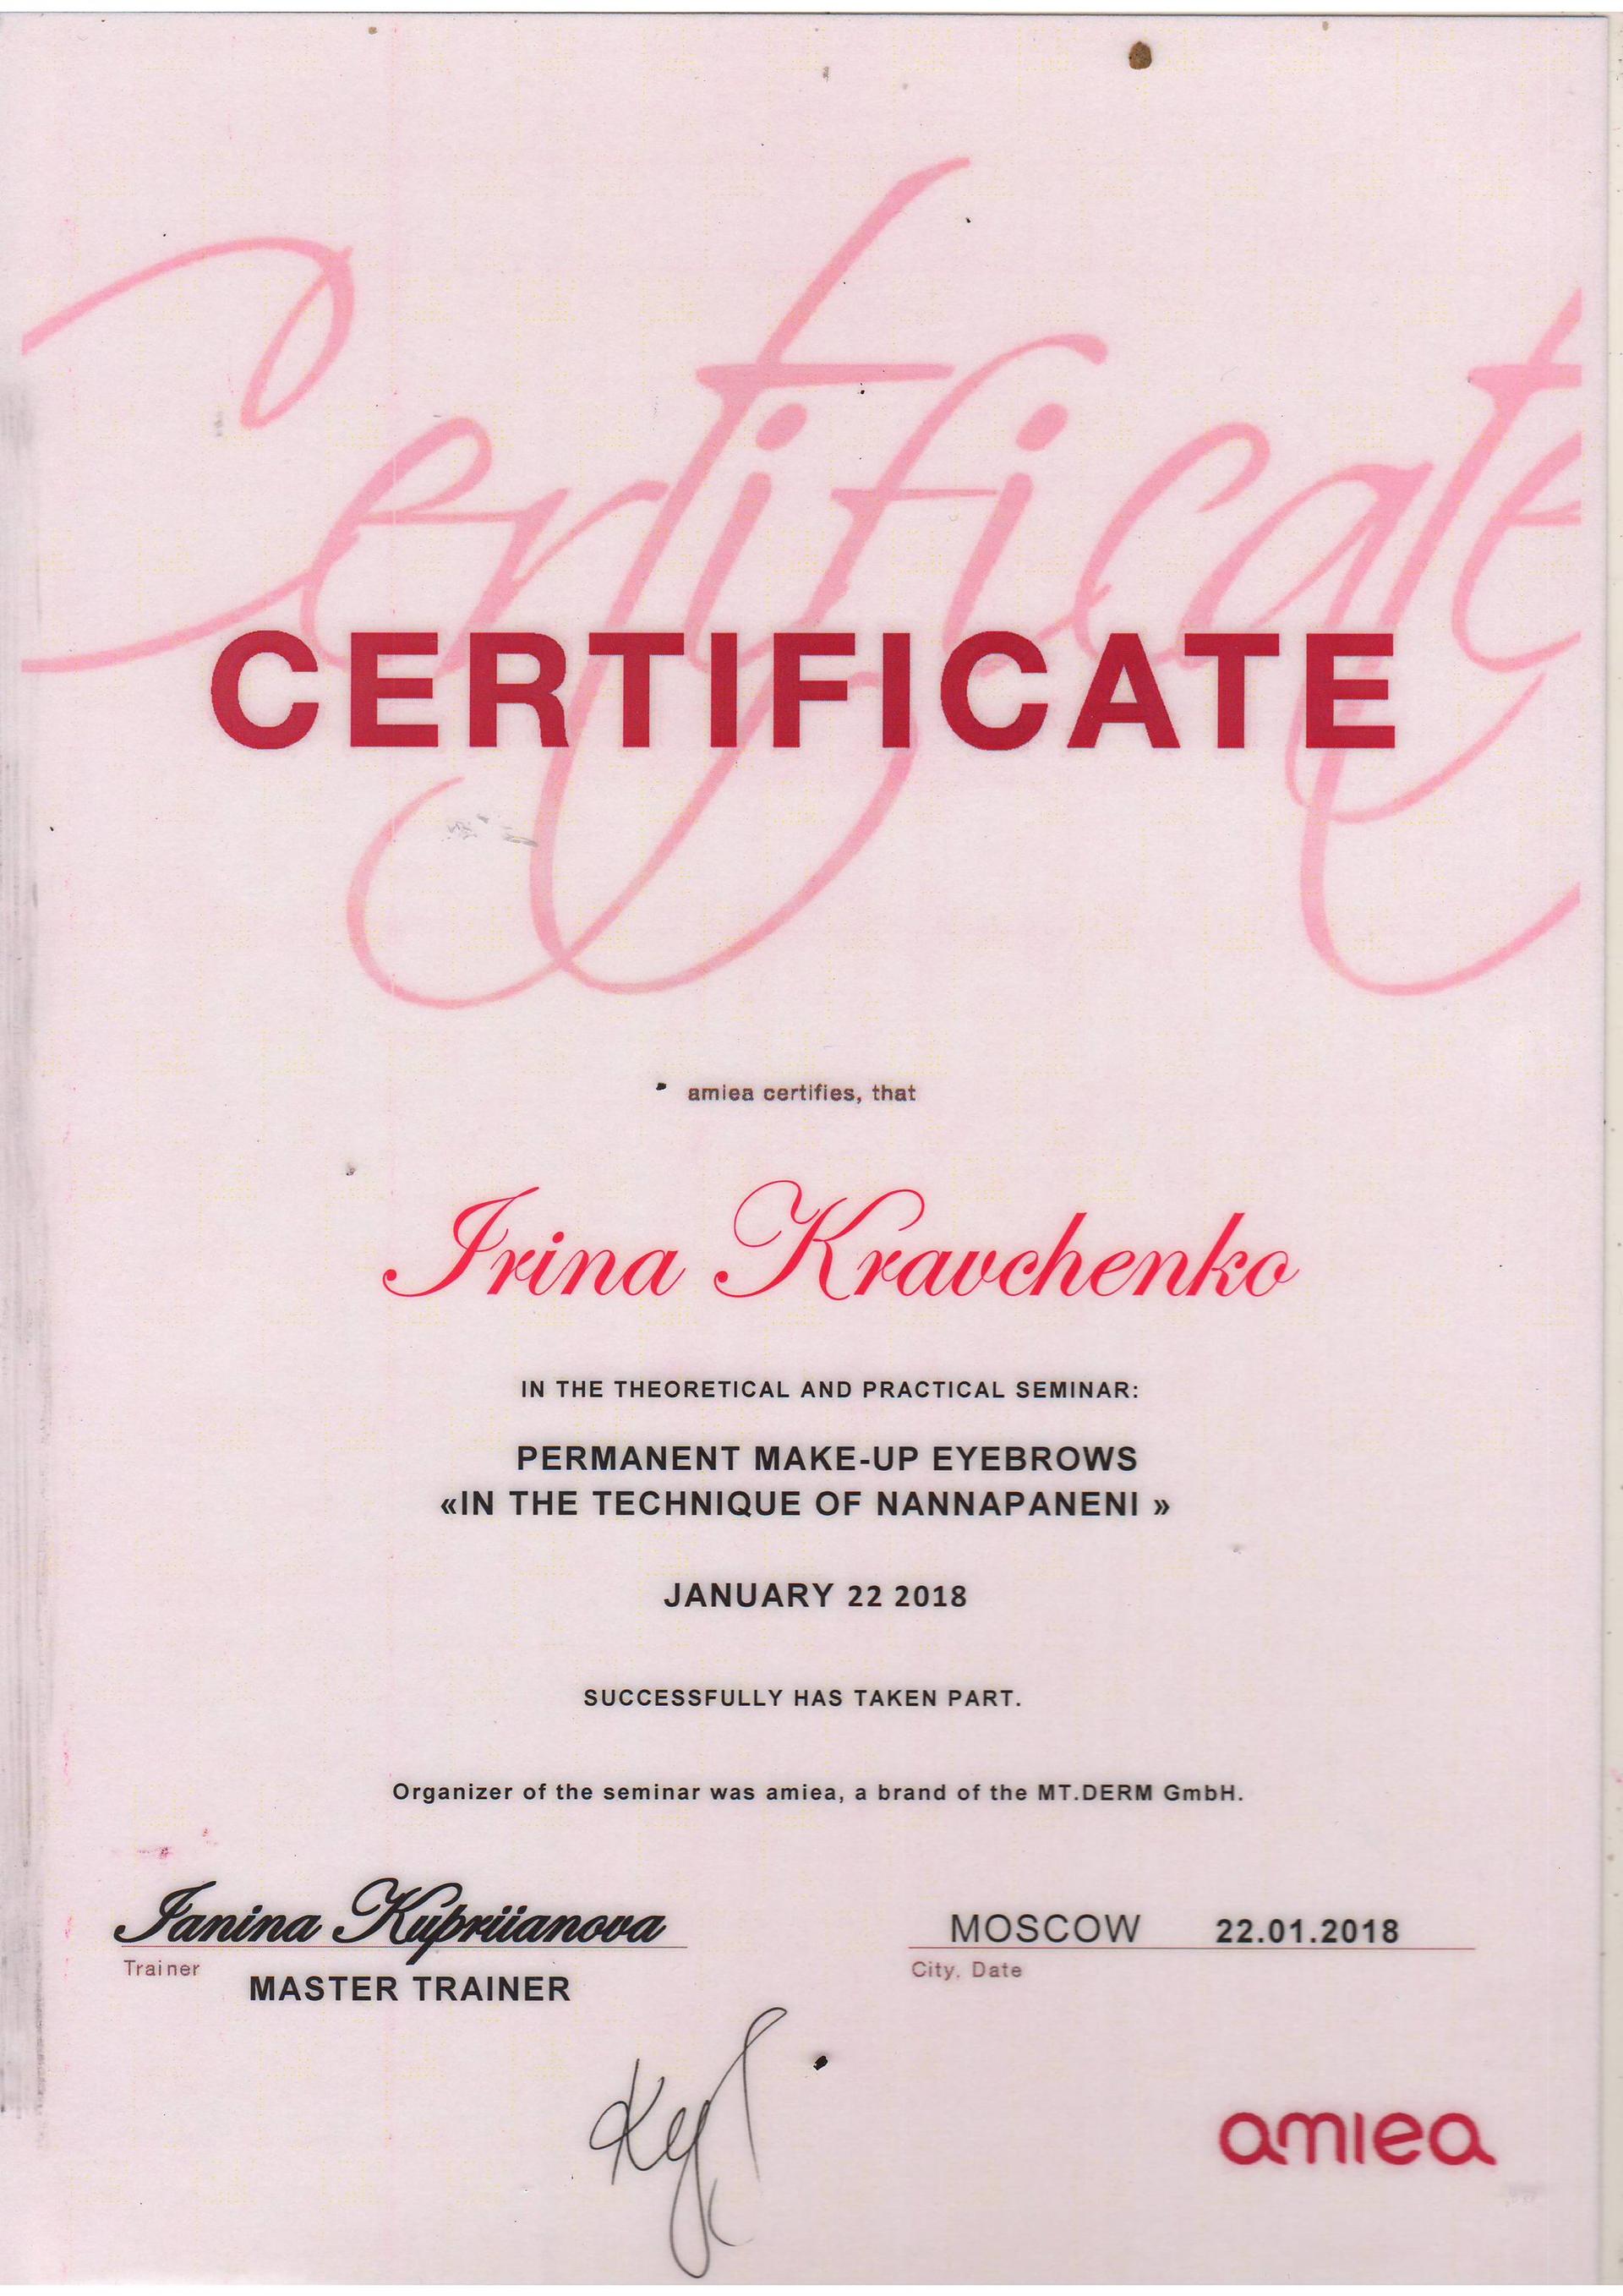 Certificate
CERTIFICATE
amiea certifies, that
Irina Kravchenko
IN THE THEORETICAL AND PRACTICAL SEMINAR:
PERMANENT MAKE-UP EYEBROWS
«IN THE TECHNIQUE OF NANNAPANENI »
JANUARY 22 2018
SUCCESSFULLY HAS TAKEN PART.
Organizer of the seminar was amiea, a brand of the MT.DERM GmbH.
Janina Kupriianova
MOSCOW 22.01.2018
Trainer
City, Date
MASTER TRAINER
amiea